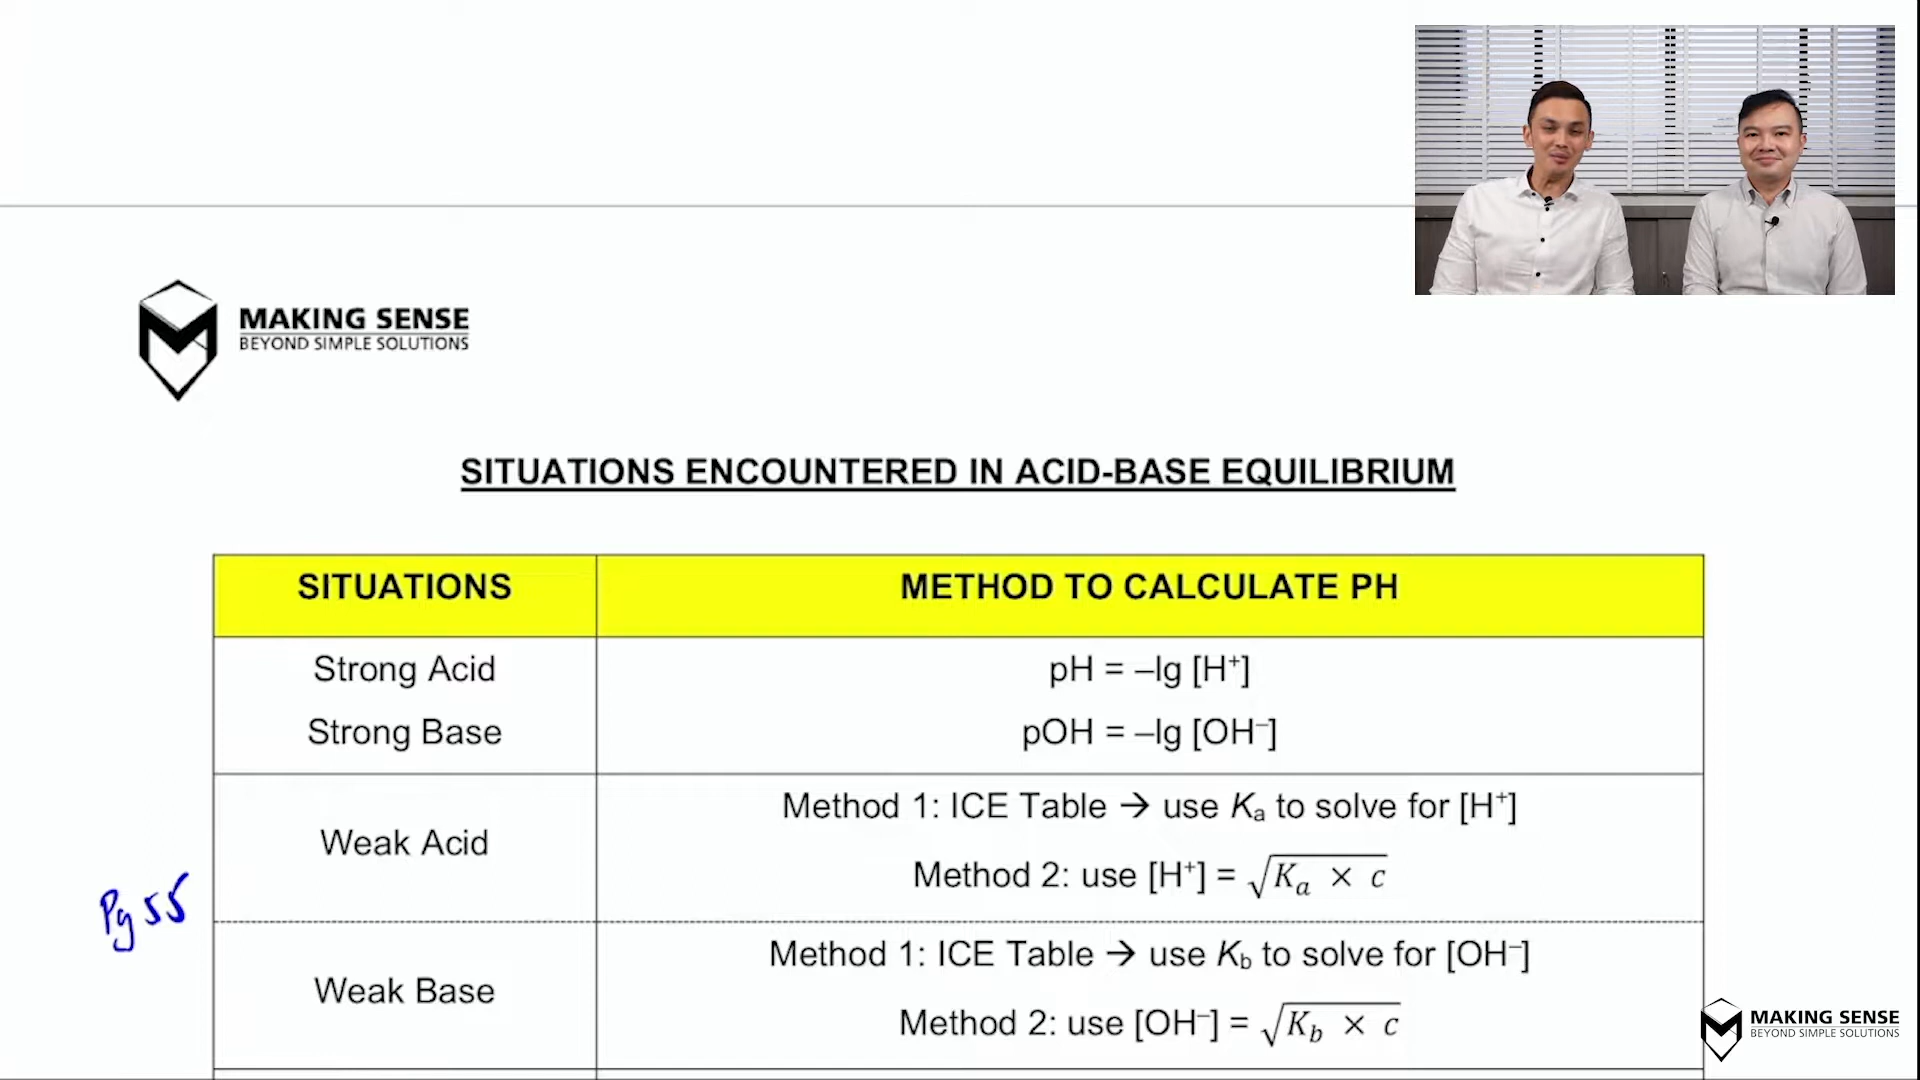 MAKING SENSE
BEYOND SIMPLE SOLUTIONS
SITUATIONS ENCOUNTERED IN ACID-BASE EQUILIBRIUM
SITUATIONS
METHOD TO CALCULATE PH
Strong Acid
pH = –lg [H⁺]
Strong Base
pOH = –lg [OH⁻]
Weak Acid
Method 1: ICE Table → use Kₐ to solve for [H⁺]
Method 2: use [H⁺] = √(Kₐ × c)
Pg 55
Weak Base
Method 1: ICE Table → use K_b to solve for [OH⁻]
Method 2: use [OH⁻] = √(K_b × c)
MAKING SENSE
BEYOND SIMPLE SOLUTIONS